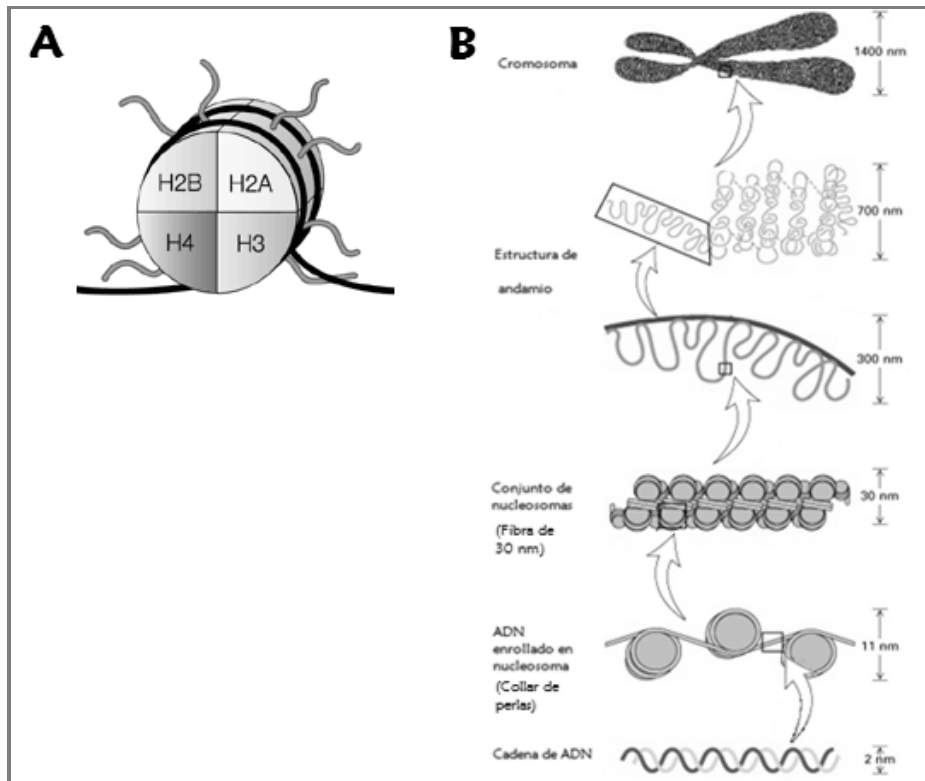 A
H2B H2A
H4 H3
B
Cromosoma
1400 nm
700 nm
Estructura de
andamio
300 nm
Conjunto de
nucleosomas
(Fibra de
30 nm)
30 nm
ADN
enrollado en
nucleosoma
(Collar de
perlas)
11 nm
Cadena de ADN
2 nm